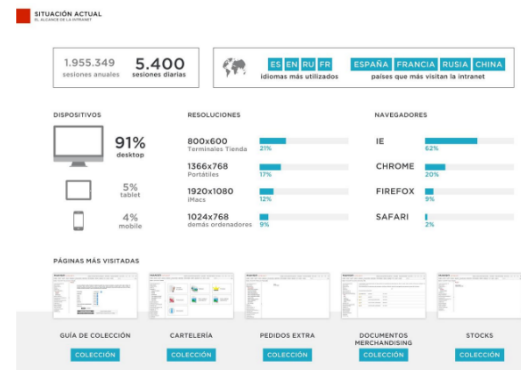 SITUACIÓN ACTUAL
EL ALCANCE DE LA INTRANET
1.955.349
sesiones anuales
5.400
sesiones diarias
ES EN RU FR
idiomas más utilizados
ESPAÑA FRANCIA RUSIA CHINA
países que más visitan la intranet
DISPOSITIVOS
91%
desktop
5%
tablet
4%
mobile
RESOLUCIONES
800x600
Terminales Tienda
21%
1366x768
Portátiles
17%
1920x1080
iMacs
12%
1024x768
demás ordenadores
9%
NAVEGADORES
IE
62%
CHROME
20%
FIREFOX
9%
SAFARI
2%
PÁGINAS MÁS VISITADAS
GUÍA DE COLECCIÓN
COLECCIÓN
CARTELERÍA
COLECCIÓN
PEDIDOS EXTRA
COLECCIÓN
DOCUMENTOS
MERCHANDISING
COLECCIÓN
STOCKS
COLECCIÓN